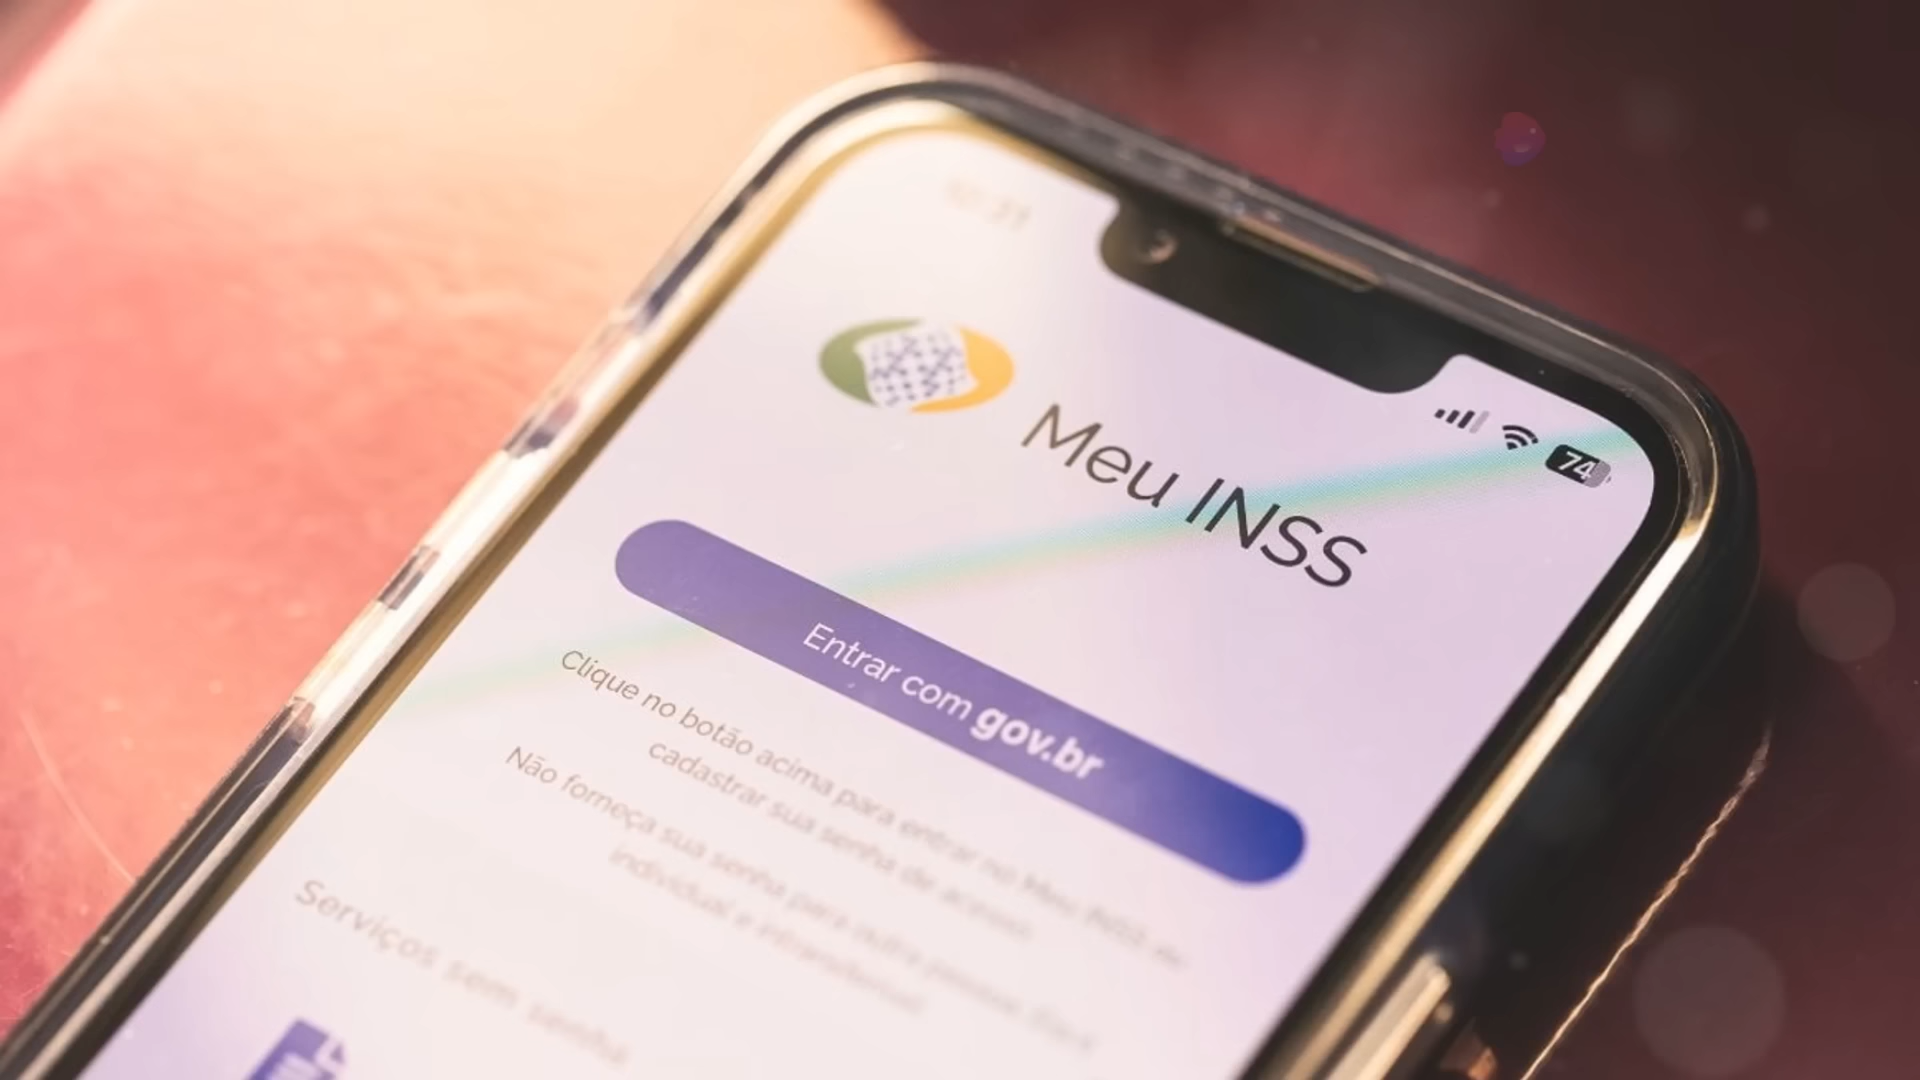 74
Meu INSS
Entrar com gov.br
Clique no botão acima para entrar no Meu INSS ou
cadastrar sua senha de acesso
Não forneça sua senha para outra pessoa. Ela é
individual e intransferível
Serviços sem senha